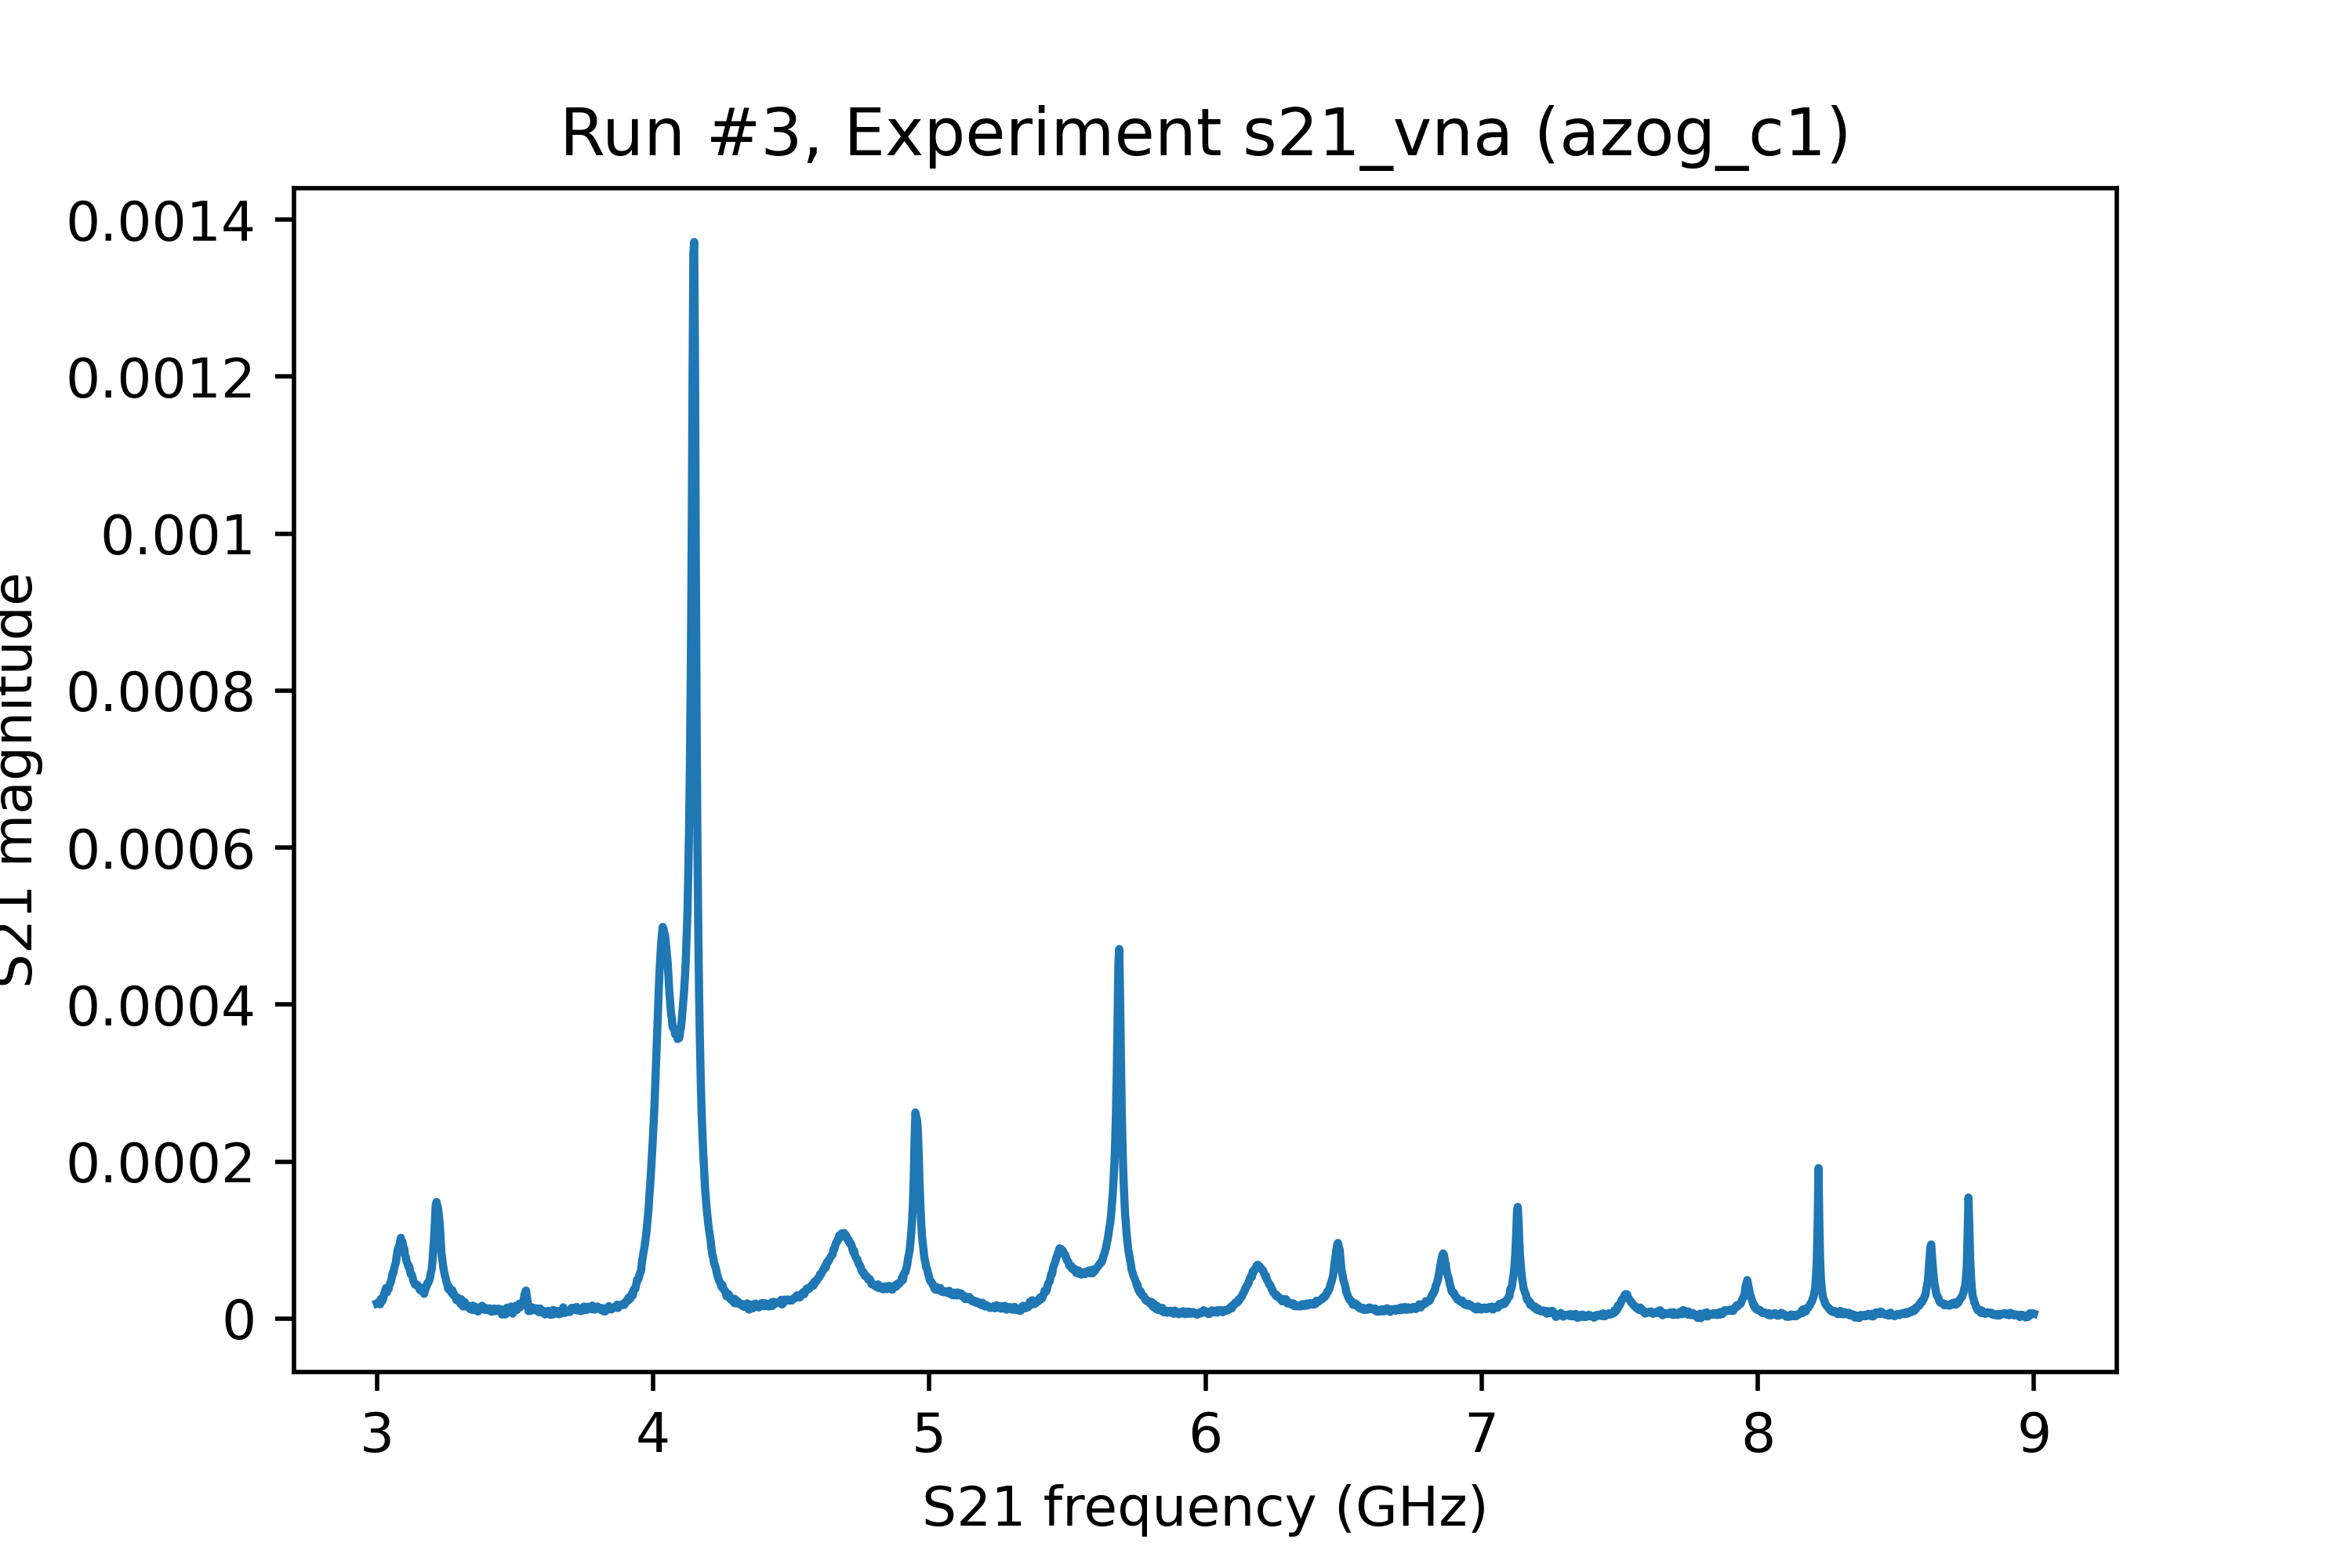 Run #3, Experiment s21_vna (azog_c1)
0.0014
0.0012
0.001
0.0008
0.0006
0.0004
0.0002
0
S21 magnitude
3 4 5 6 7 8 9
S21 frequency (GHz)